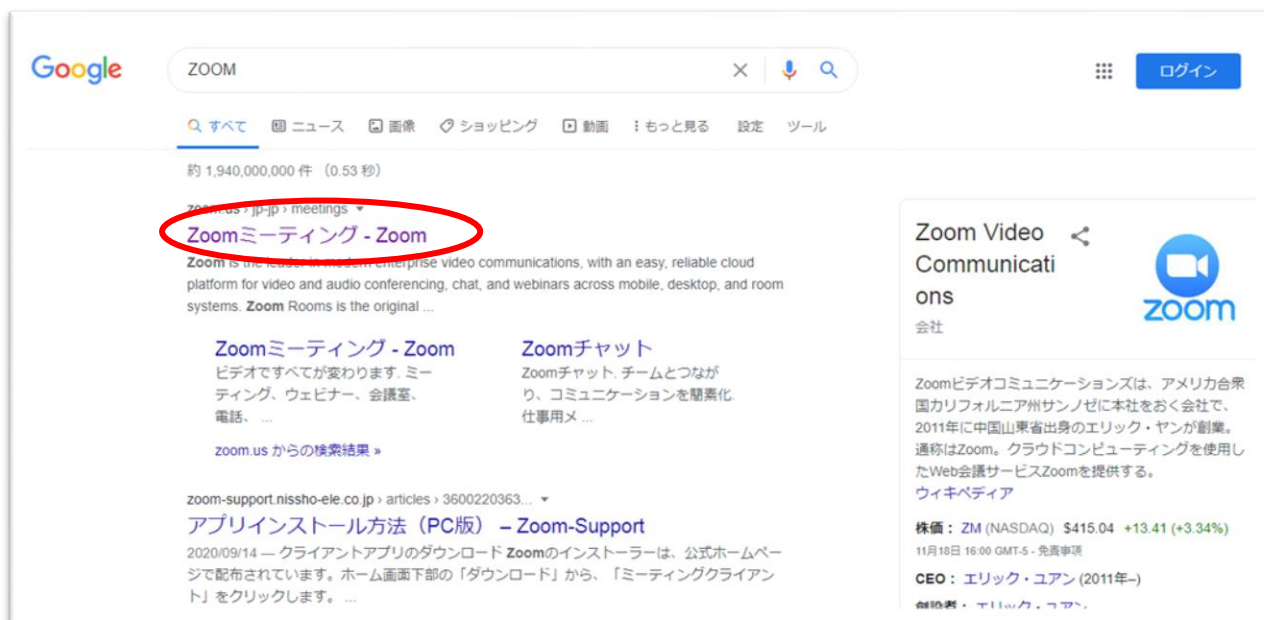 Google
ZOOM
ログイン
すべて ニュース 画像 ショッピング 動画 もっと見る 設定 ツール
約 1,940,000,000 件 （0.53 秒）
zoom.us › jp-jp › meetings
Zoomミーティング - Zoom
Zoom is the leader in modern enterprise video communications, with an easy, reliable cloud
platform for video and audio conferencing, chat, and webinars across mobile, desktop, and room
systems. Zoom Rooms is the original ...
Zoomミーティング - Zoom
ビデオですべてが変わります. ミー
ティング、ウェビナー、会議室、
電話、 ...
Zoomチャット
Zoomチャット. チームとつなが
り、コミュニケーションを簡素化.
仕事用メ ...
zoom.us からの検索結果 »
zoom-support.nissho-ele.co.jp › articles › 3600220363...
アプリインストール方法（PC版） – Zoom-Support
2020/09/14 — クライアントアプリのダウンロード Zoomのインストーラーは、公式ホームペー
ジで配布されています。ホーム画面下部の「ダウンロード」から、「ミーティングクライアン
ト」をクリックします。 ...
Zoom Video
Communicati
ons
会社
zoom
Zoomビデオコミュニケーションズは、アメリカ合衆
国カリフォルニア州サンノゼに本社をおく会社で、
2011年に中国山東省出身のエリック・ヤンが創業。
通称はZoom。クラウドコンピューティングを使用し
たWeb会議サービスZoomを提供する。
ウィキペディア
株価： ZM (NASDAQ) $415.04 +13.41 (+3.34%)
11月18日 16:00 GMT-5 - 免責事項
CEO： エリック・ユアン (2011年–)
創設者： エリック・ユアン